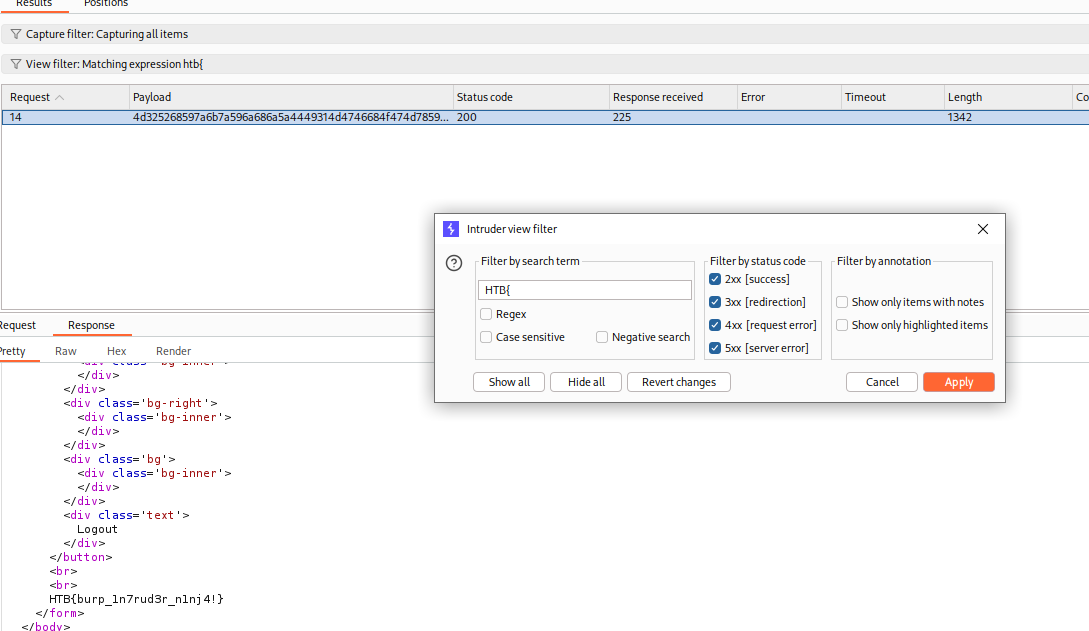 Results Positions
Capture filter: Capturing all items
View filter: Matching expression htb{
Request Payload Status code Response received Error Timeout Length Co
14 4d325268597a6b7a596a686a5a4449314d4746684f474d7859... 200 225 1342
Intruder view filter
Filter by search term Filter by status code Filter by annotation
HTB{
Regex
Case sensitive Negative search
2xx [success]
3xx [redirection]
4xx [request error]
5xx [server error]
Show only items with notes
Show only highlighted items
Show all Hide all Revert changes Cancel Apply
Request Response
Pretty Raw Hex Render
<div class='bg-inner'>
</div>
</div>
<div class='bg-right'>
<div class='bg-inner'>
</div>
</div>
<div class='bg'>
<div class='bg-inner'>
</div>
</div>
<div class='text'>
Logout
</div>
</button>
<br>
<br>
HTB{burp_1n7rud3r_n1nj4!}
</form>
</body>